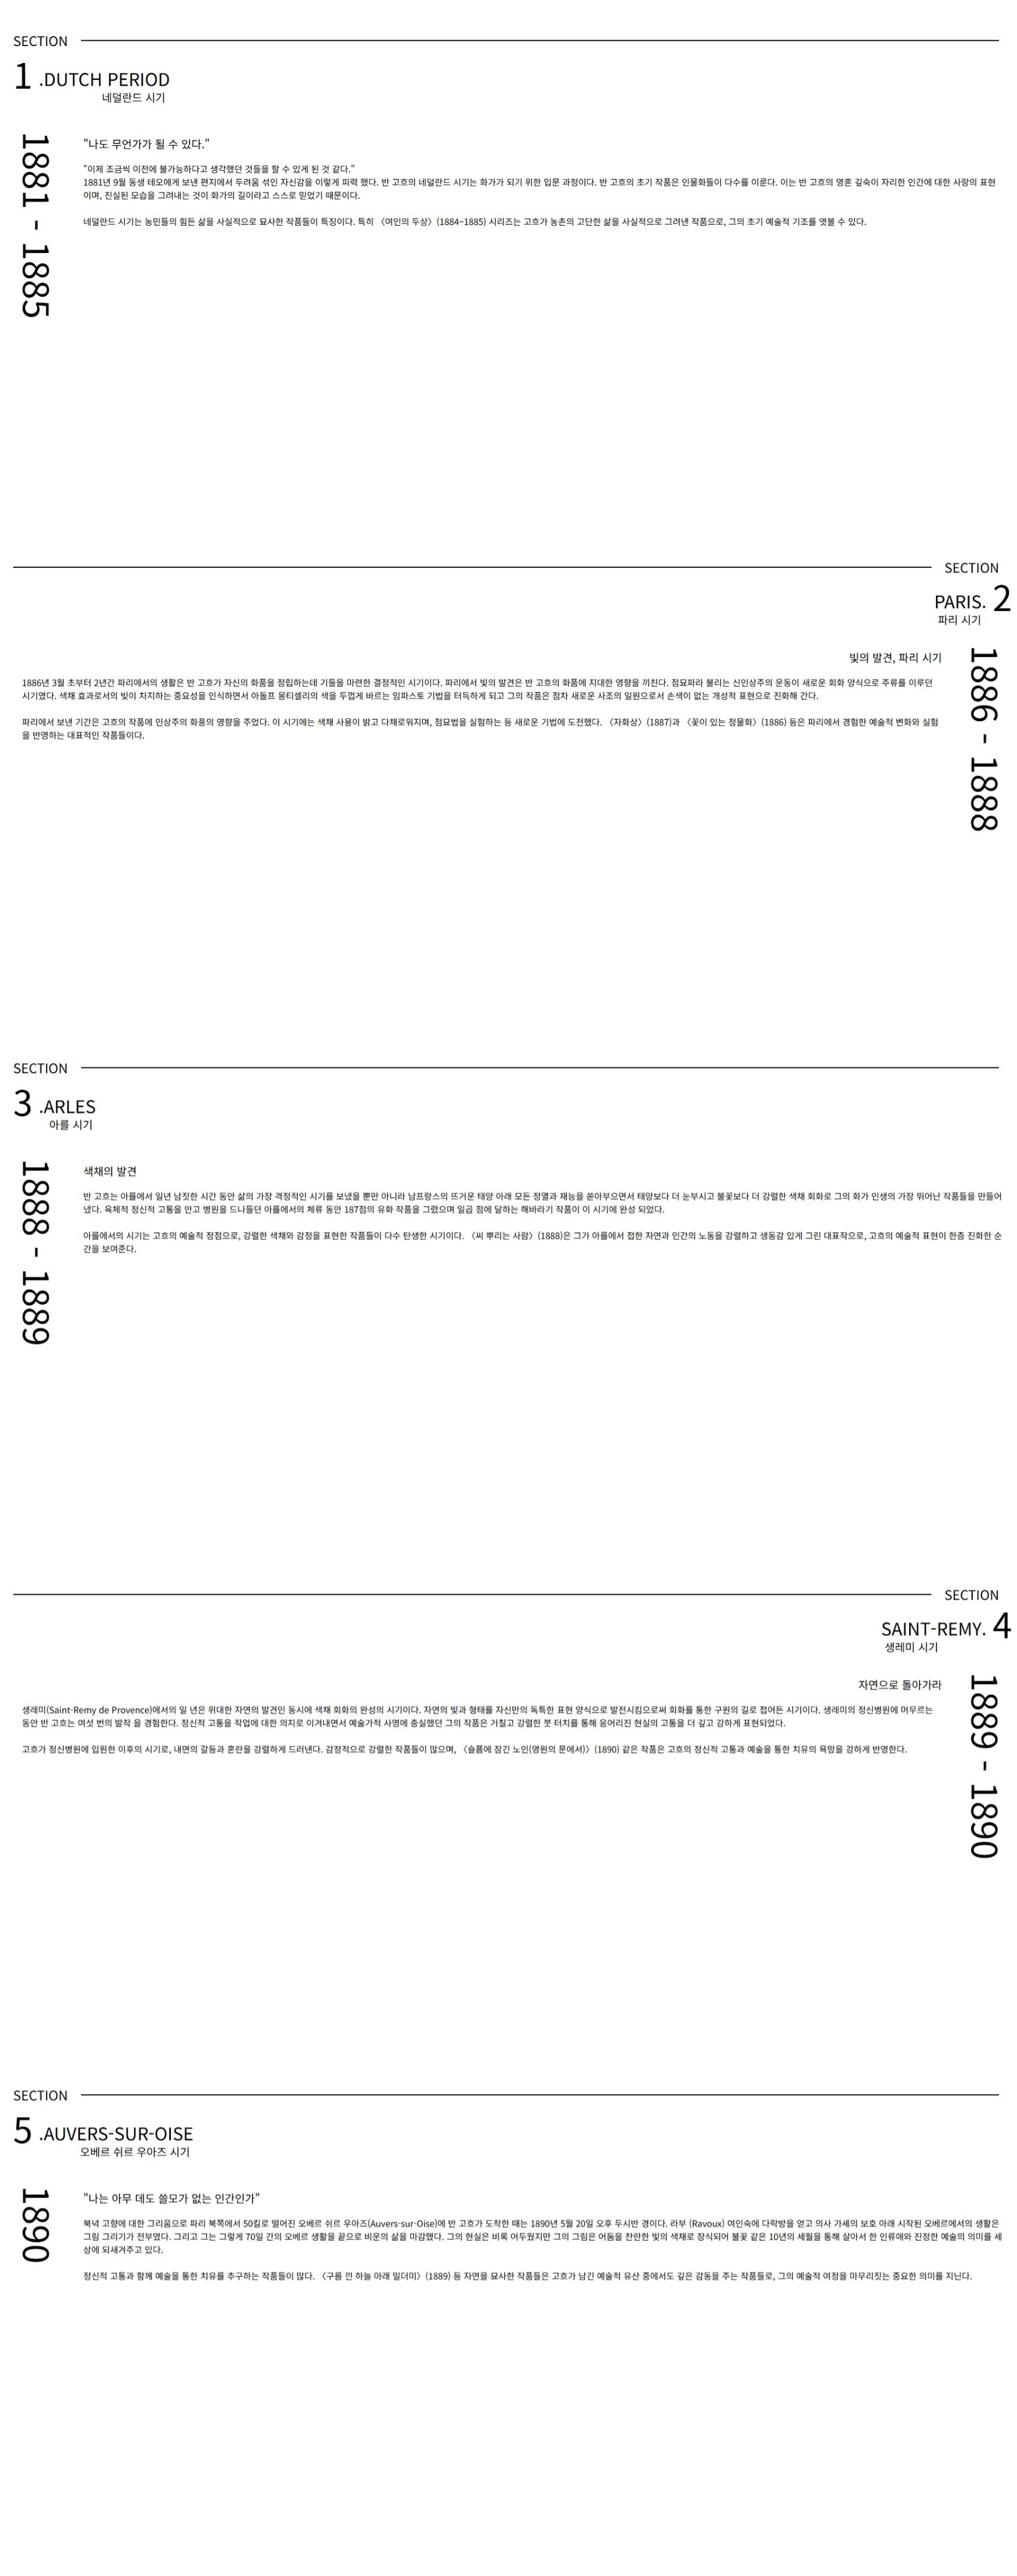 SECTION
1 .DUTCH PERIOD
네덜란드 시기
1881 - 1885
"나도 무언가가 될 수 있다."
"이제 조금씩 이전에 불가능하다고 생각했던 것들을 할 수 있게 된 것 같다."
1881년 9월 동생 테오에게 보낸 편지에서 두려움 섞인 자신감을 이렇게 피력 했다. 반 고흐의 네덜란드 시기는 화가가 되기 위한 입문 과정이다. 반 고흐의 초기 작품은 인물화들이 다수를 이룬다. 이는 반 고흐의 영혼 깊숙이 자리한 인간에 대한 사랑의 표현
이며, 진실된 모습을 그려내는 것이 화가의 길이라고 스스로 믿었기 때문이다.
네덜란드 시기는 농민들의 힘든 삶을 사실적으로 묘사한 작품들이 특징이다. 특히 〈여인의 두상〉(1884~1885) 시리즈는 고흐가 농촌의 고단한 삶을 사실적으로 그려낸 작품으로, 그의 초기 예술적 기조를 엿볼 수 있다.
SECTION
PARIS. 2
파리 시기
1886 - 1888
빛의 발견, 파리 시기
1886년 3월 초부터 2년간 파리에서의 생활은 반 고흐가 자신의 화품을 정립하는데 기들을 마련한 결정적인 시기이다. 파리에서 빛의 발견은 반 고흐의 화품에 지대한 영향을 끼친다. 점묘파라 불리는 신인상주의 운동이 새로운 회화 양식으로 주류를 이루던
시기였다. 색채 효과로서의 빛이 차지하는 중요성을 인식하면서 아돌프 몽티셀리의 색을 두껍게 바르는 임파스토 기법을 터득하게 되고 그의 작품은 점차 새로운 사조의 일원으로서 손색이 없는 개성적 표현으로 진화해 간다.
파리에서 보낸 기간은 고흐의 작품에 인상주의 화풍의 영향을 주었다. 이 시기에는 색채 사용이 밝고 다채로워지며, 점묘법을 실험하는 등 새로운 기법에 도전했다. 〈자화상〉(1887)과 〈꽃이 있는 정물화〉(1886) 등은 파리에서 경험한 예술적 변화와 실험
을 반영하는 대표적인 작품들이다.
SECTION
3 .ARLES
아를 시기
1888 - 1889
색채의 발견
반 고흐는 아를에서 일년 남짓한 시간 동안 삶의 가장 격정적인 시기를 보냈을 뿐만 아니라 남프랑스의 뜨거운 태양 아래 모든 정열과 재능을 쏟아부으면서 태양보다 더 눈부시고 불꽃보다 더 강렬한 색채 회화로 그의 화가 인생의 가장 뛰어난 작품들을 만들어
냈다. 육체적 정신적 고통을 안고 병원을 드나들던 아를에서의 체류 동안 187점의 유화 작품을 그렸으며 일곱 점에 달하는 해바라기 작품이 이 시기에 완성 되었다.
아를에서의 시기는 고흐의 예술적 정점으로, 강렬한 색채와 감정을 표현한 작품들이 다수 탄생한 시기이다. 〈씨 뿌리는 사람〉(1888)은 그가 아를에서 접한 자연과 인간의 노동을 강렬하고 생동감 있게 그린 대표작으로, 고흐의 예술적 표현이 한층 진화한 순
간을 보여준다.
SECTION
SAINT-REMY. 4
생레미 시기
1889 - 1890
자연으로 돌아가라
생레미(Saint-Remy de Provence)에서의 일 년은 위대한 자연의 발견인 동시에 색채 회화의 완성의 시기이다. 자연의 빛과 형태를 자신만의 독특한 표현 양식으로 발전시킴으로써 회화를 통한 구원의 길로 접어든 시기이다. 생레미의 정신병원에 머무르는
동안 반 고흐는 여섯 번의 발작 을 경험한다. 정신적 고통을 작업에 대한 의지로 이겨내면서 예술가적 사명에 충실했던 그의 작품은 거칠고 강렬한 붓 터치를 통해 응어리진 현실의 고통을 더 깊고 강하게 표현되었다.
고흐가 정신병원에 입원한 이후의 시기로, 내면의 갈등과 혼란을 강렬하게 드러낸다. 감정적으로 강렬한 작품들이 많으며, 〈슬픔에 잠긴 노인(영원의 문에서)〉(1890) 같은 작품은 고흐의 정신적 고통과 예술을 통한 치유의 욕망을 강하게 반영한다.
SECTION
5 .AUVERS-SUR-OISE
오베르 쉬르 우아즈 시기
1890
"나는 아무 데도 쓸모가 없는 인간인가"
북녘 고향에 대한 그리움으로 파리 북쪽에서 50킬로 떨어진 오베르 쉬르 우아즈(Auvers-sur-Oise)에 반 고흐가 도착한 때는 1890년 5월 20일 오후 두시반 경이다. 라부 (Ravoux) 여인숙에 다락방을 얻고 의사 가셰의 보호 아래 시작된 오베르에서의 생활은
그림 그리기가 전부였다. 그리고 그는 그렇게 70일 간의 오베르 생활을 끝으로 비운의 삶을 마감했다. 그의 현실은 비록 어두웠지만 그의 그림은 어둠을 찬란한 빛의 색채로 장식되어 불꽃 같은 10년의 세월을 통해 살아서 한 인류애와 진정한 예술의 의미를 세
상에 되새겨주고 있다.
정신적 고통과 함께 예술을 통한 치유를 추구하는 작품들이 많다. 〈구름 낀 하늘 아래 밀더미〉(1889) 등 자연을 묘사한 작품들은 고흐가 남긴 예술적 유산 중에서도 깊은 감동을 주는 작품들로, 그의 예술적 여정을 마무리짓는 중요한 의미를 지닌다.